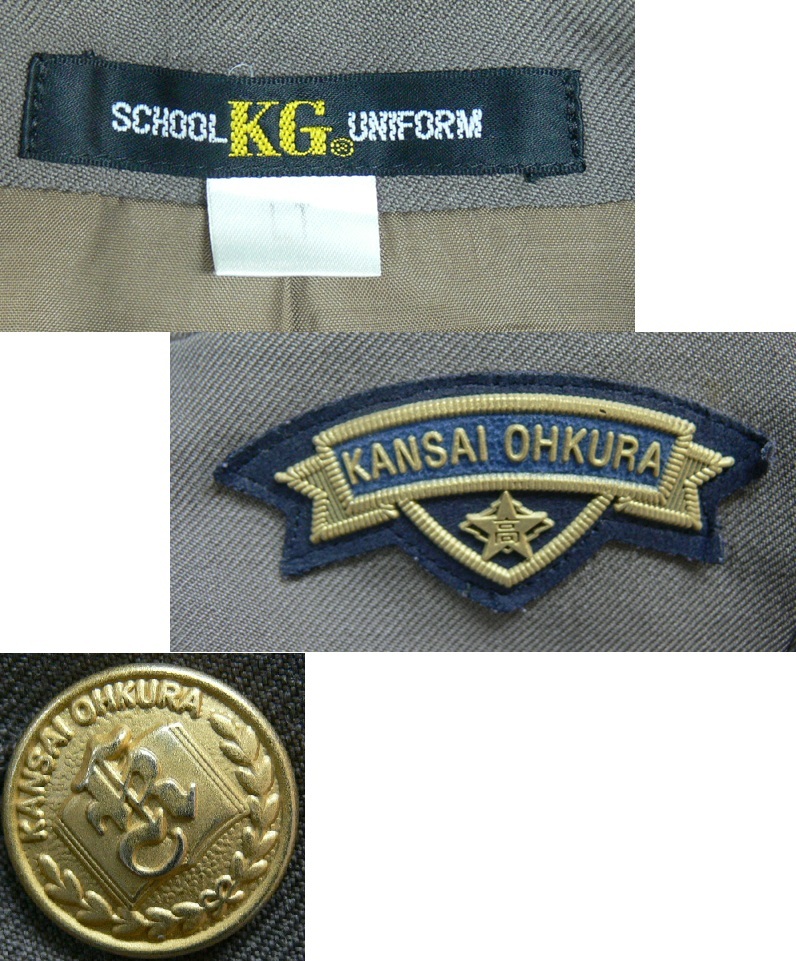 SCHOOL KG® UNIFORM
KANSAI OHKURA
高
KANSAI OHKURA